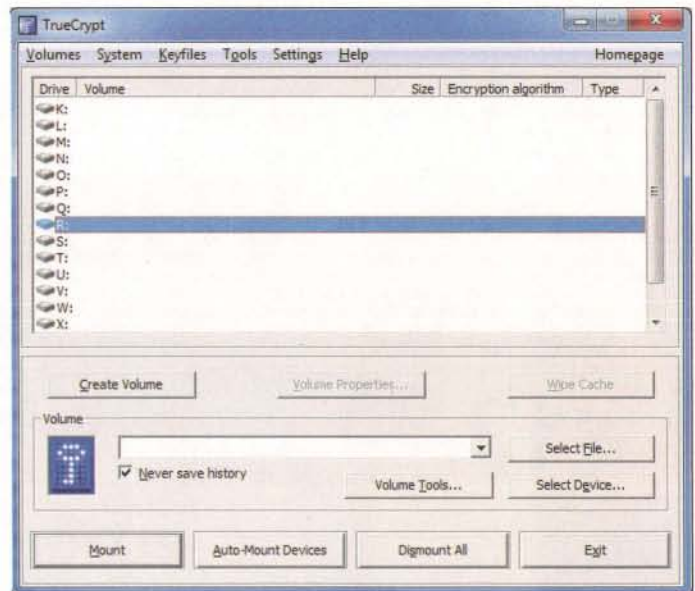 TrueCrypt
Volumes System Keyfiles Tools Settings Help Homepage
Drive Volume Size Encryption algorithm Type
K:
L:
M:
N:
O:
P:
Q:
R:
S:
T:
U:
V:
W:
X:
Create Volume Volume Properties... Wipe Cache
Volume
Select File...
Never save history
Volume Tools... Select Device...
Mount Auto-Mount Devices Dismount All Exit